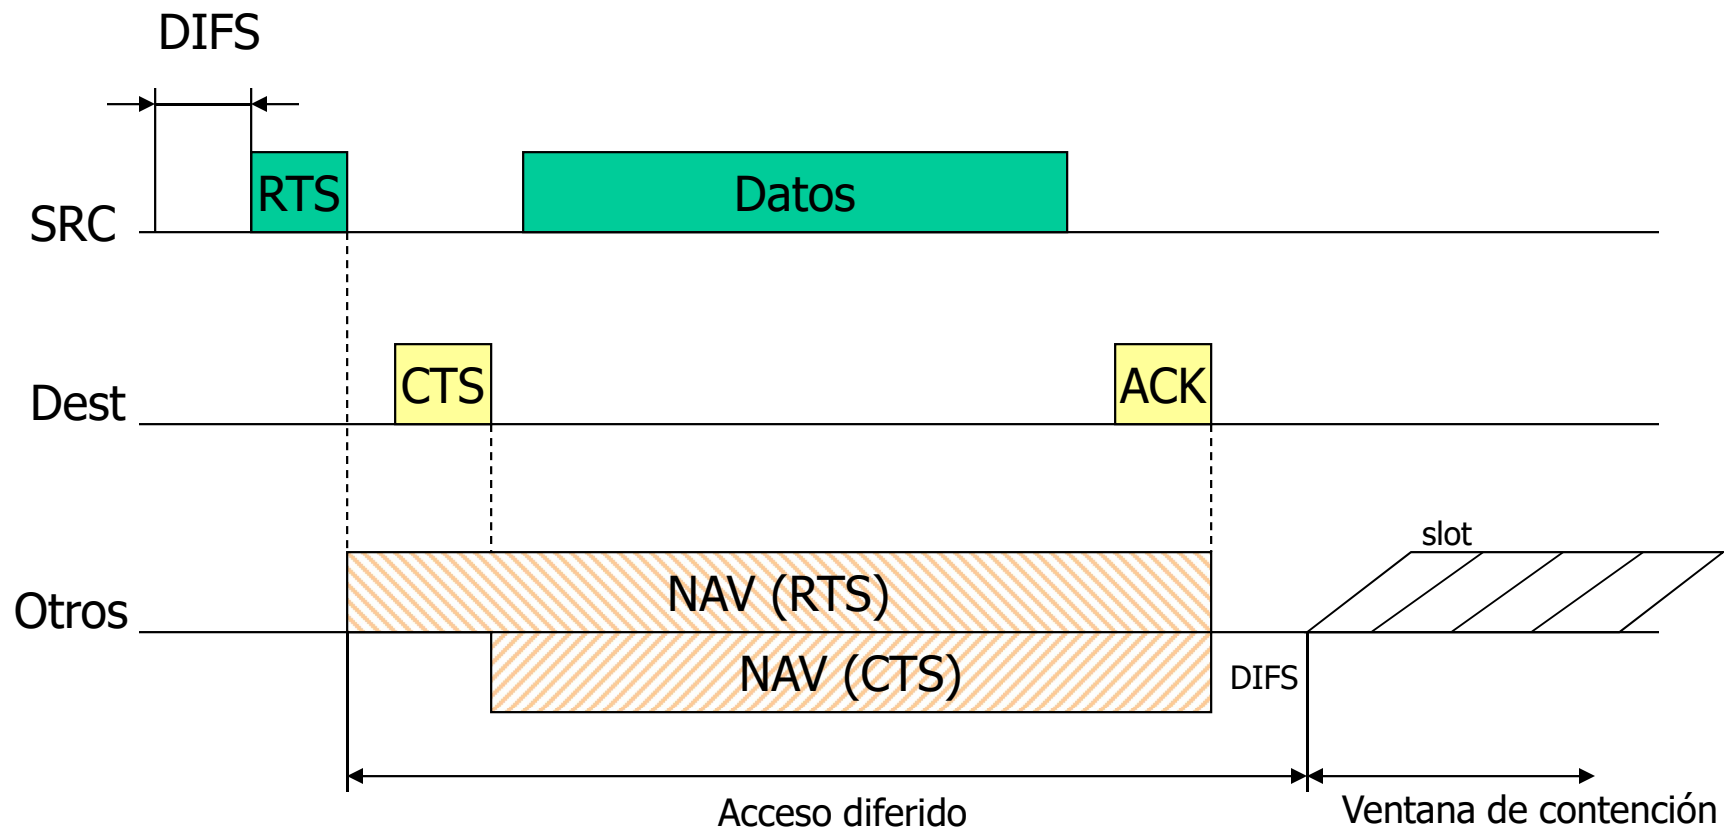 DIFS
RTS
Datos
SRC
CTS
ACK
Dest
slot
NAV (RTS)
Otros
NAV (CTS)
DIFS
Acceso diferido
Ventana de contención